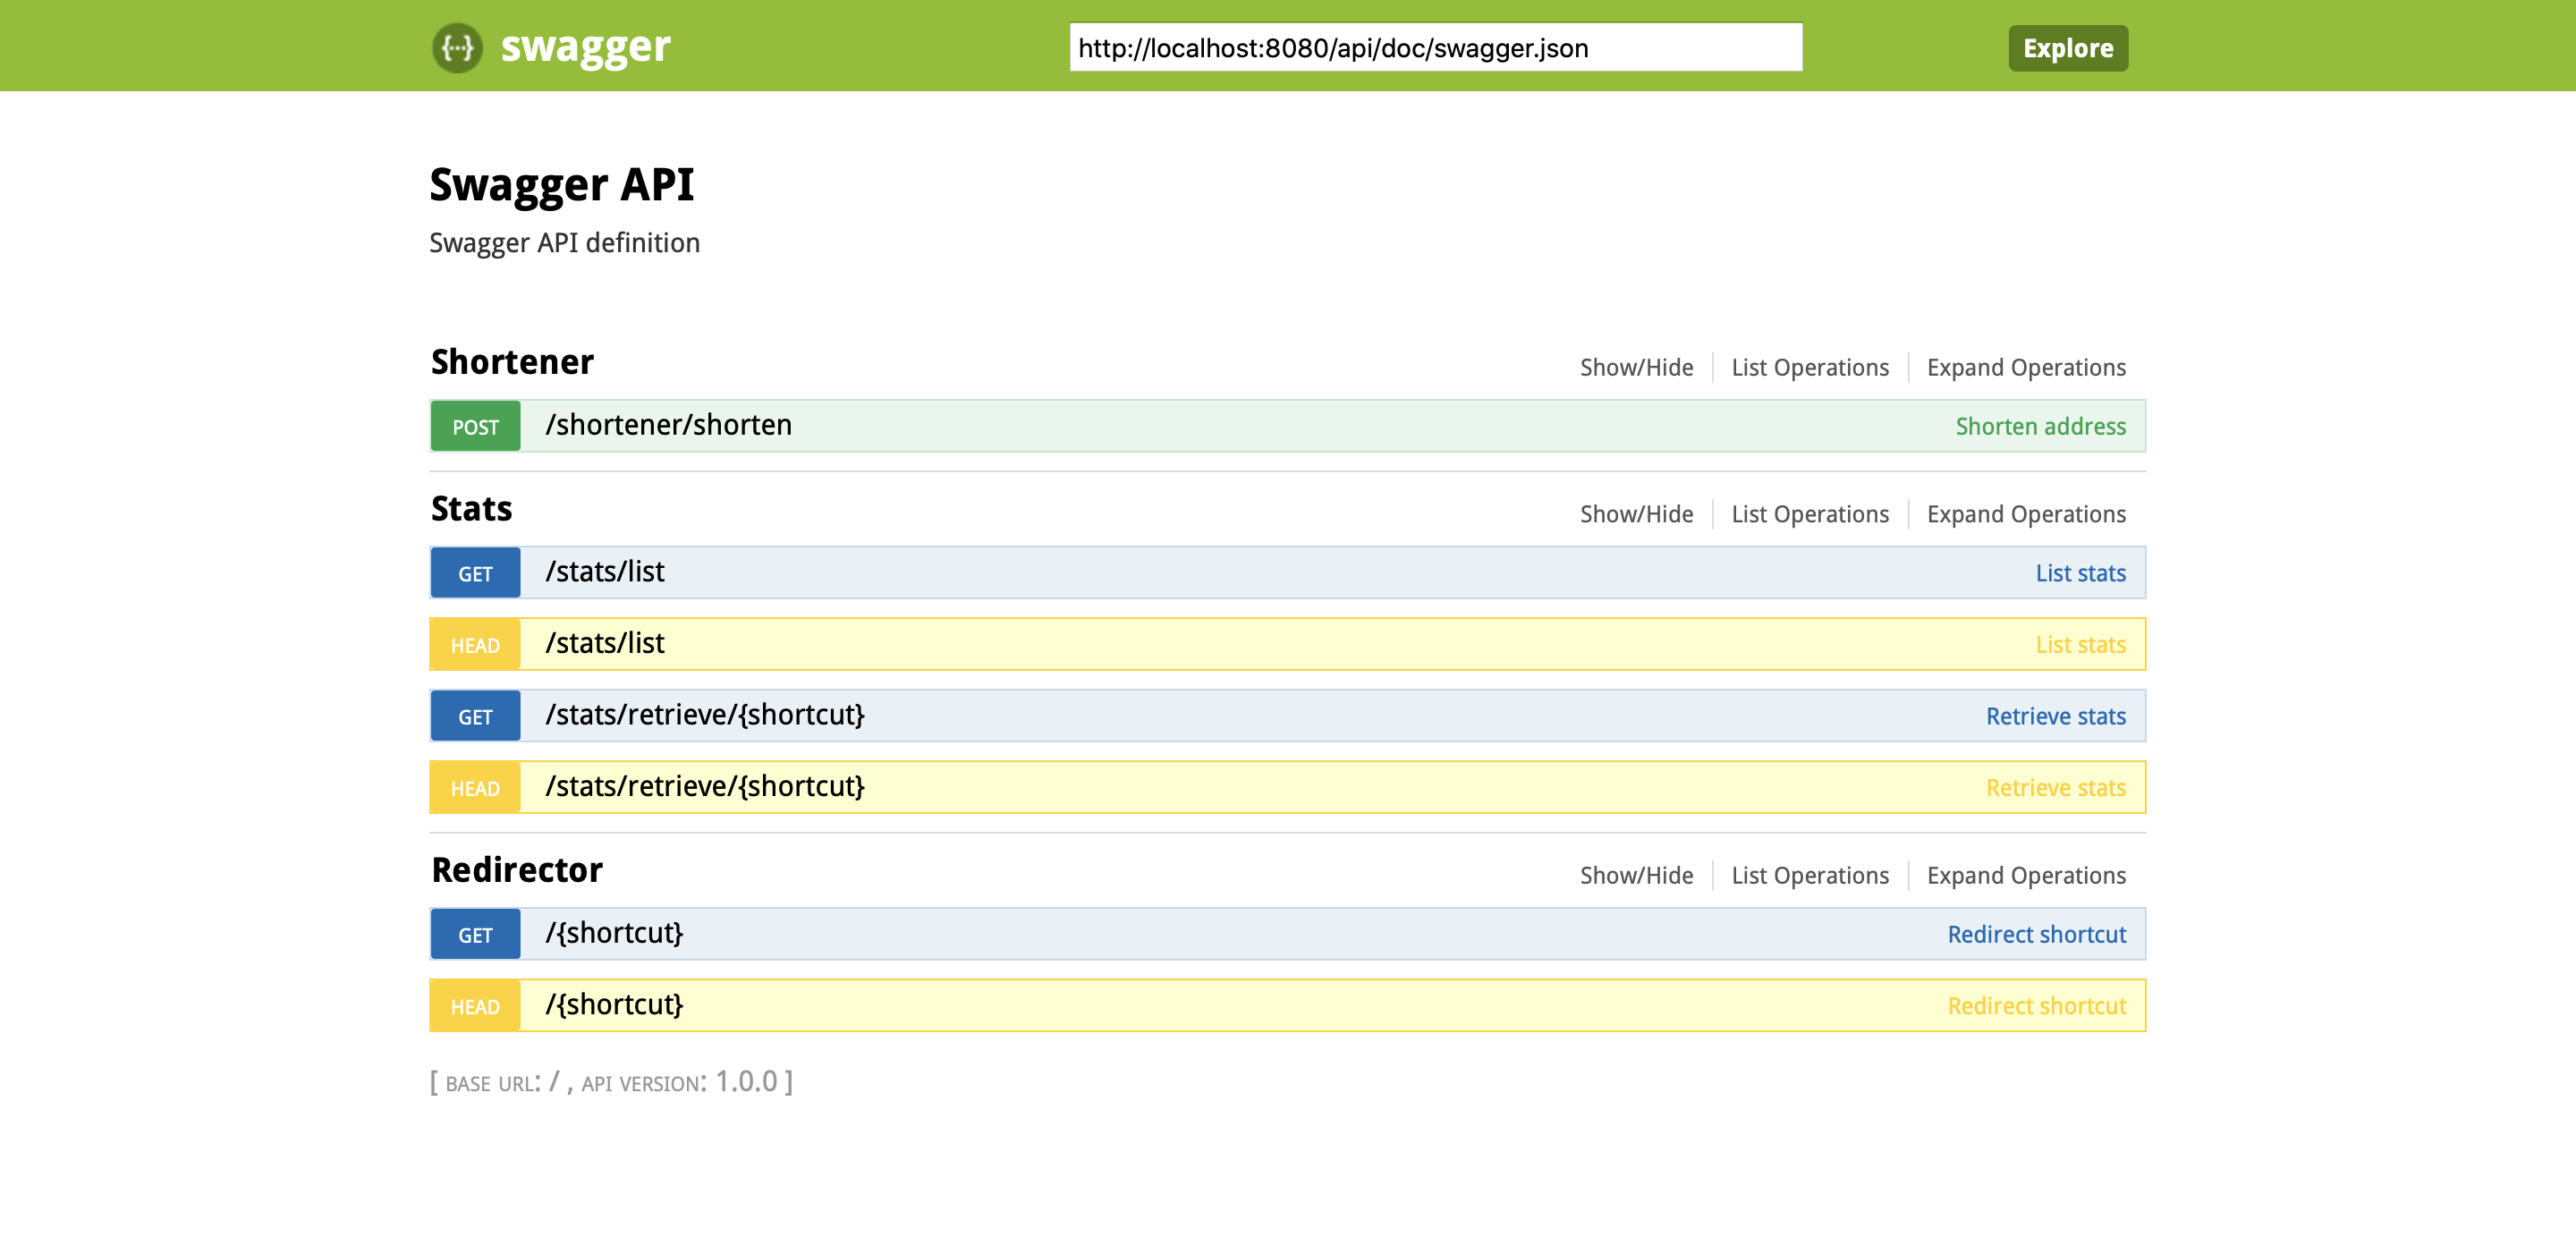 {···} swagger http://localhost:8080/api/doc/swagger.json Explore
Swagger API
Swagger API definition
Shortener Show/Hide List Operations Expand Operations
POST /shortener/shorten Shorten address
Stats Show/Hide List Operations Expand Operations
GET /stats/list List stats
HEAD /stats/list List stats
GET /stats/retrieve/{shortcut} Retrieve stats
HEAD /stats/retrieve/{shortcut} Retrieve stats
Redirector Show/Hide List Operations Expand Operations
GET /{shortcut} Redirect shortcut
HEAD /{shortcut} Redirect shortcut
[ BASE URL: / , API VERSION: 1.0.0 ]